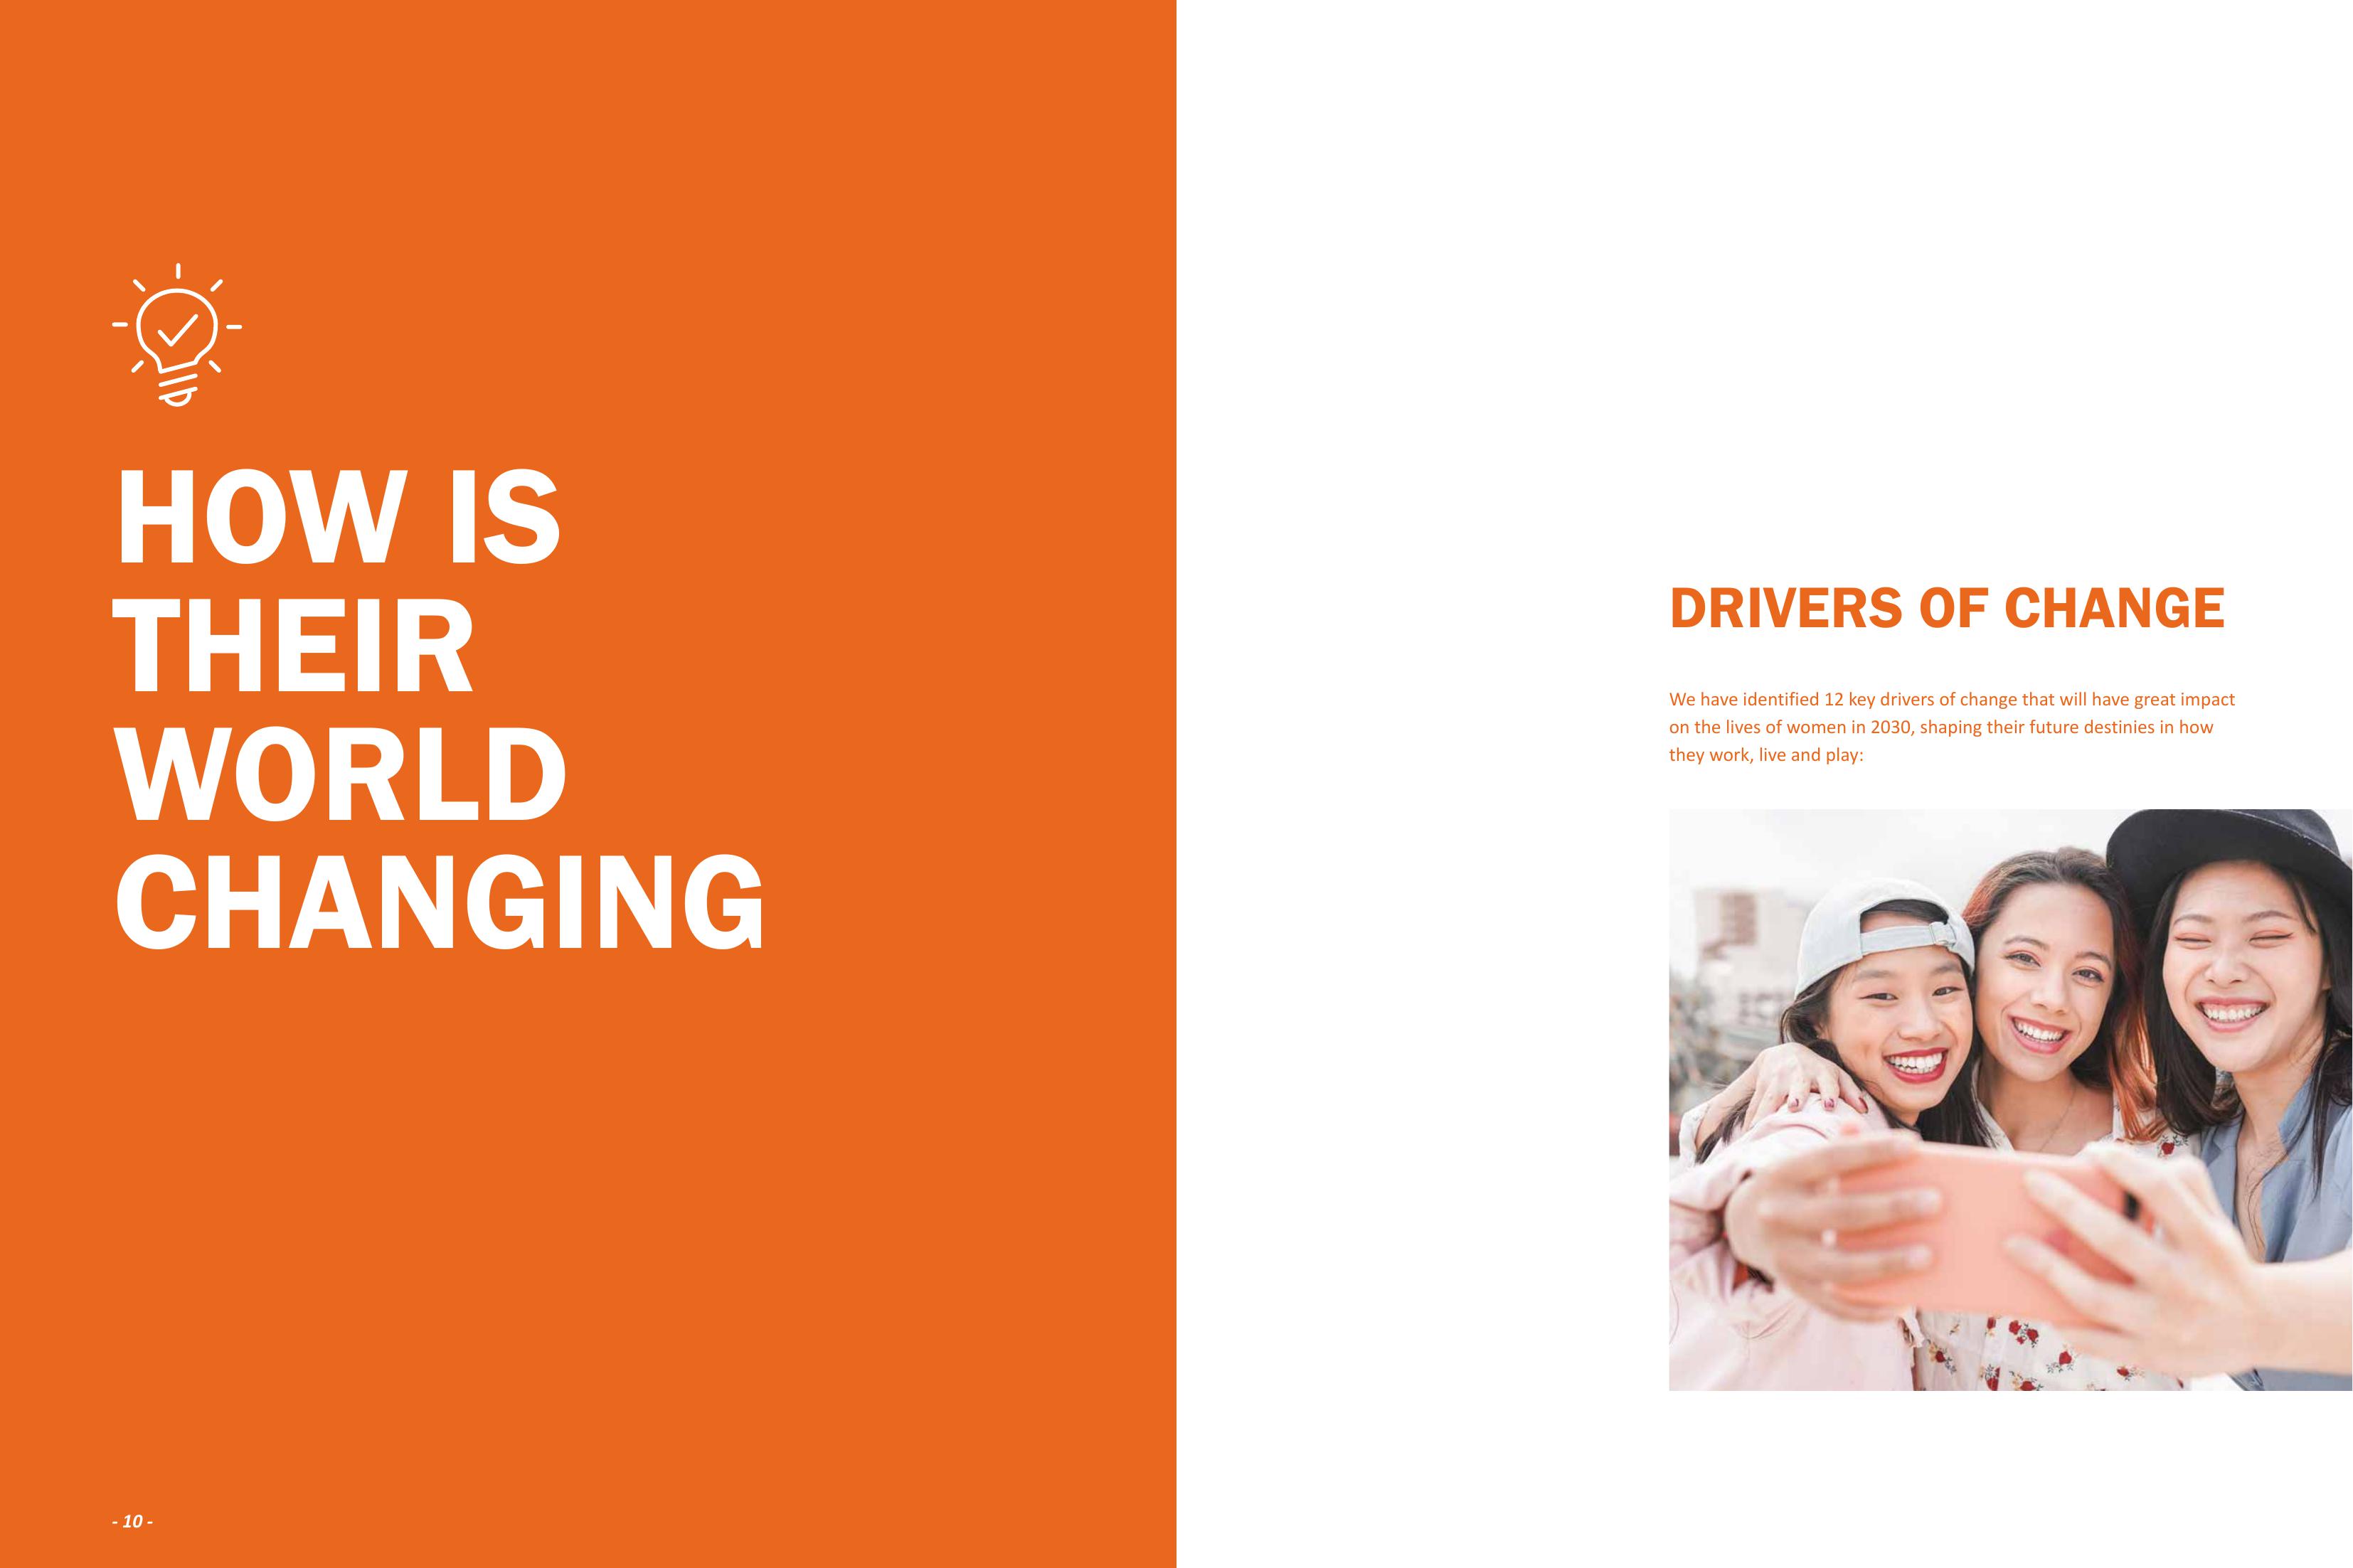 HOW IS
THEIR
WORLD
CHANGING
- 10 -
DRIVERS OF CHANGE
We have identified 12 key drivers of change that will have great impact
on the lives of women in 2030, shaping their future destinies in how
they work, live and play: